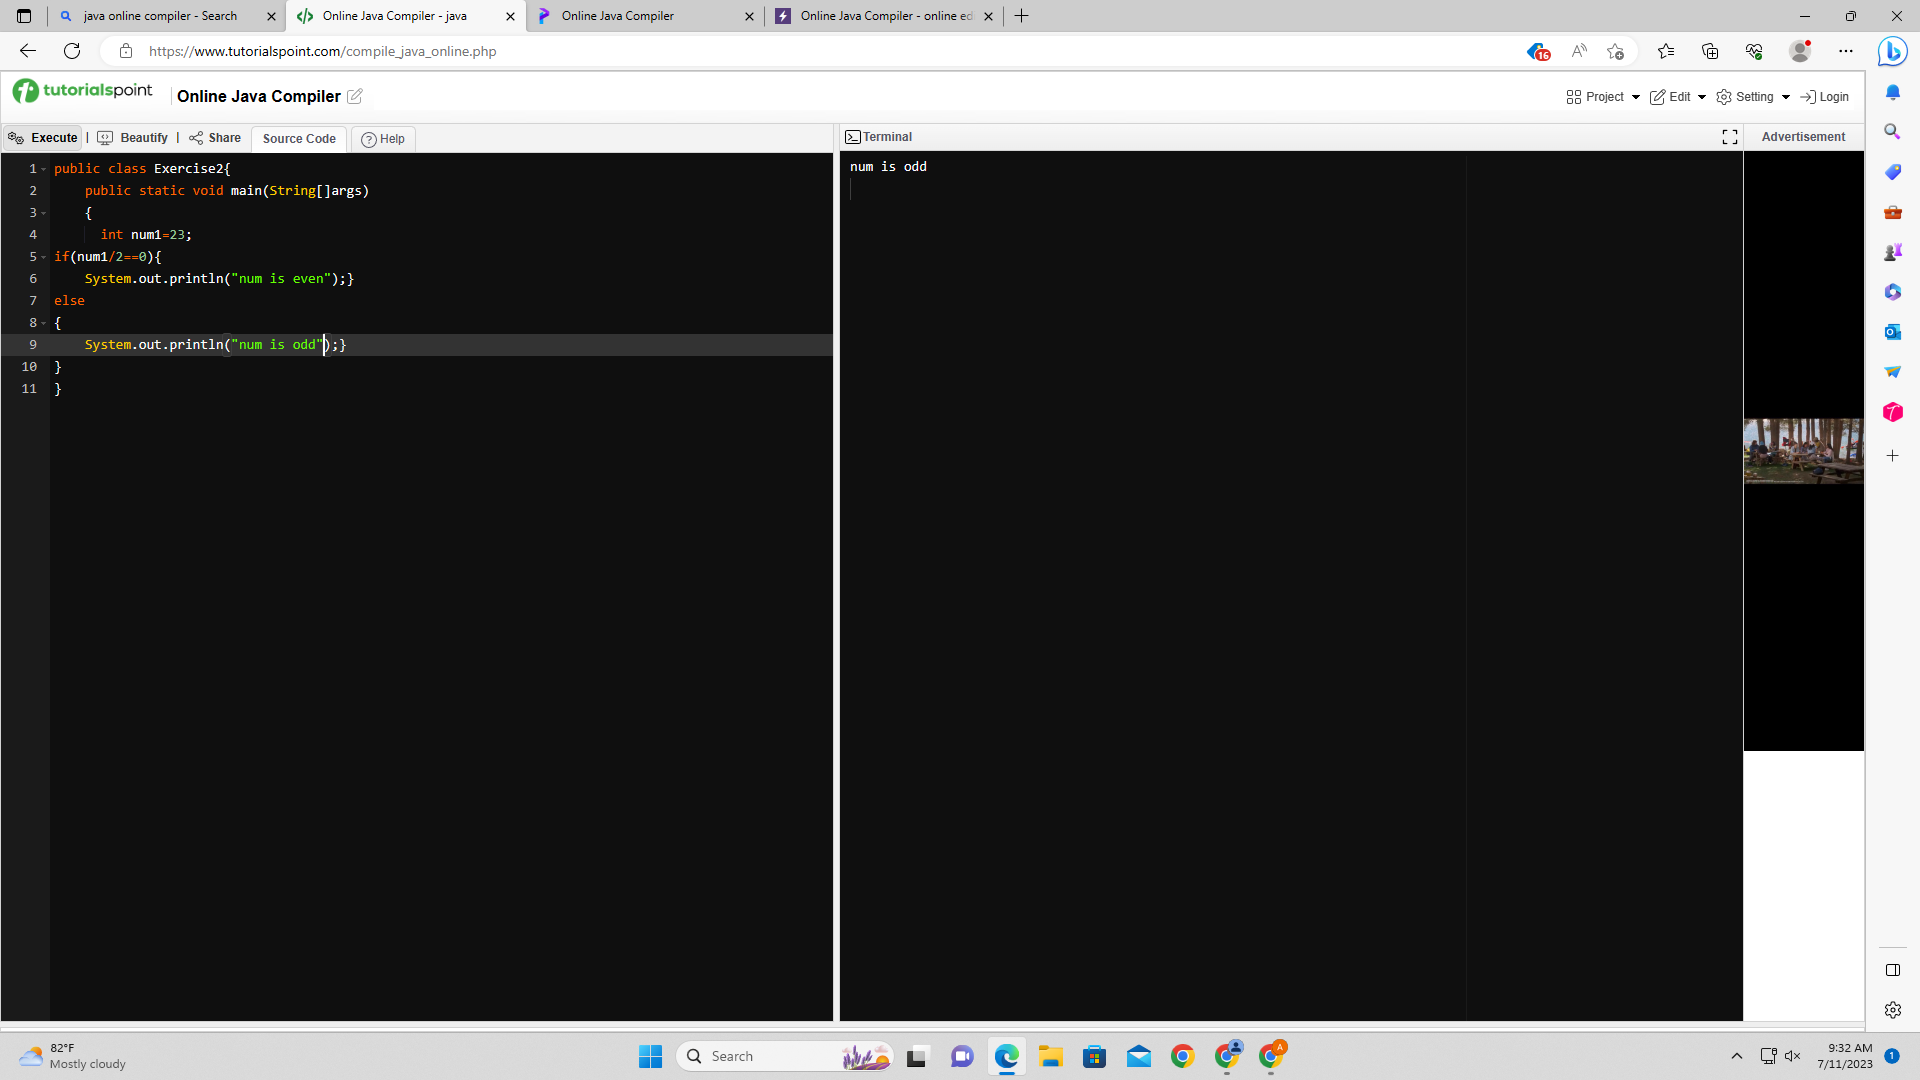 java online compiler - Search
Online Java Compiler - java
Online Java Compiler
Online Java Compiler - online ed
https://www.tutorialspoint.com/compile_java_online.php
16
tutorialspoint
Online Java Compiler
Project
Edit
Setting
Login
Execute | Beautify | Share
Source Code
Help
Terminal
Advertisement
1 public class Exercise2{
2 public static void main(String[]args)
3 {
4 int num1=23;
5 if(num1/2==0){
6 System.out.println("num is even");}
7 else
8 {
9 System.out.println("num is odd");}
10 }
11 }
num is odd
82°F
Mostly cloudy
Search
A
9:32 AM
7/11/2023
1